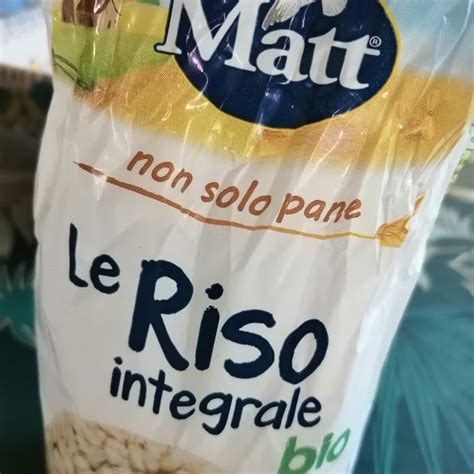 Matt®
non solo pane
Le Riso
integrale
bio